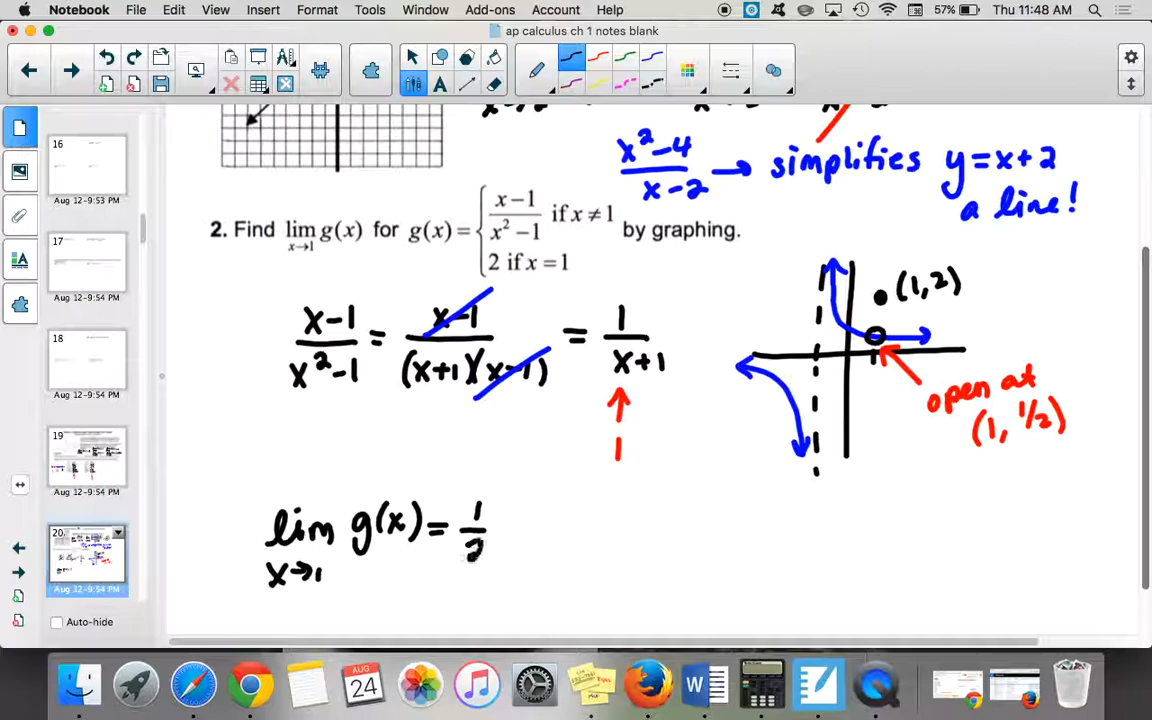 Notebook File Edit View Insert Format Tools Window Add-ons Account Help 57% Thu 11:48 AM
ap calculus ch 1 notes blank
A
16
Aug 12-9:53 PM
17
Aug 12-9:54 PM
18
Aug 12-9:54 PM
19
Aug 12-9:54 PM
20
Aug 12-9:54 PM
Auto-hide
x²-4 / x-2 → simplifies y=x+2
a line!
2. Find lim x→1 g(x) for g(x) = { x-1 / x²-1 if x ≠ 1
2 if x = 1 by graphing.
(1,2)
x-1 / x²-1 = x-1 / (x+1)(x-1) = 1 / x+1
1
open at
(1, 1/2)
lim x→1 g(x) = 1/2
AUG
24
W